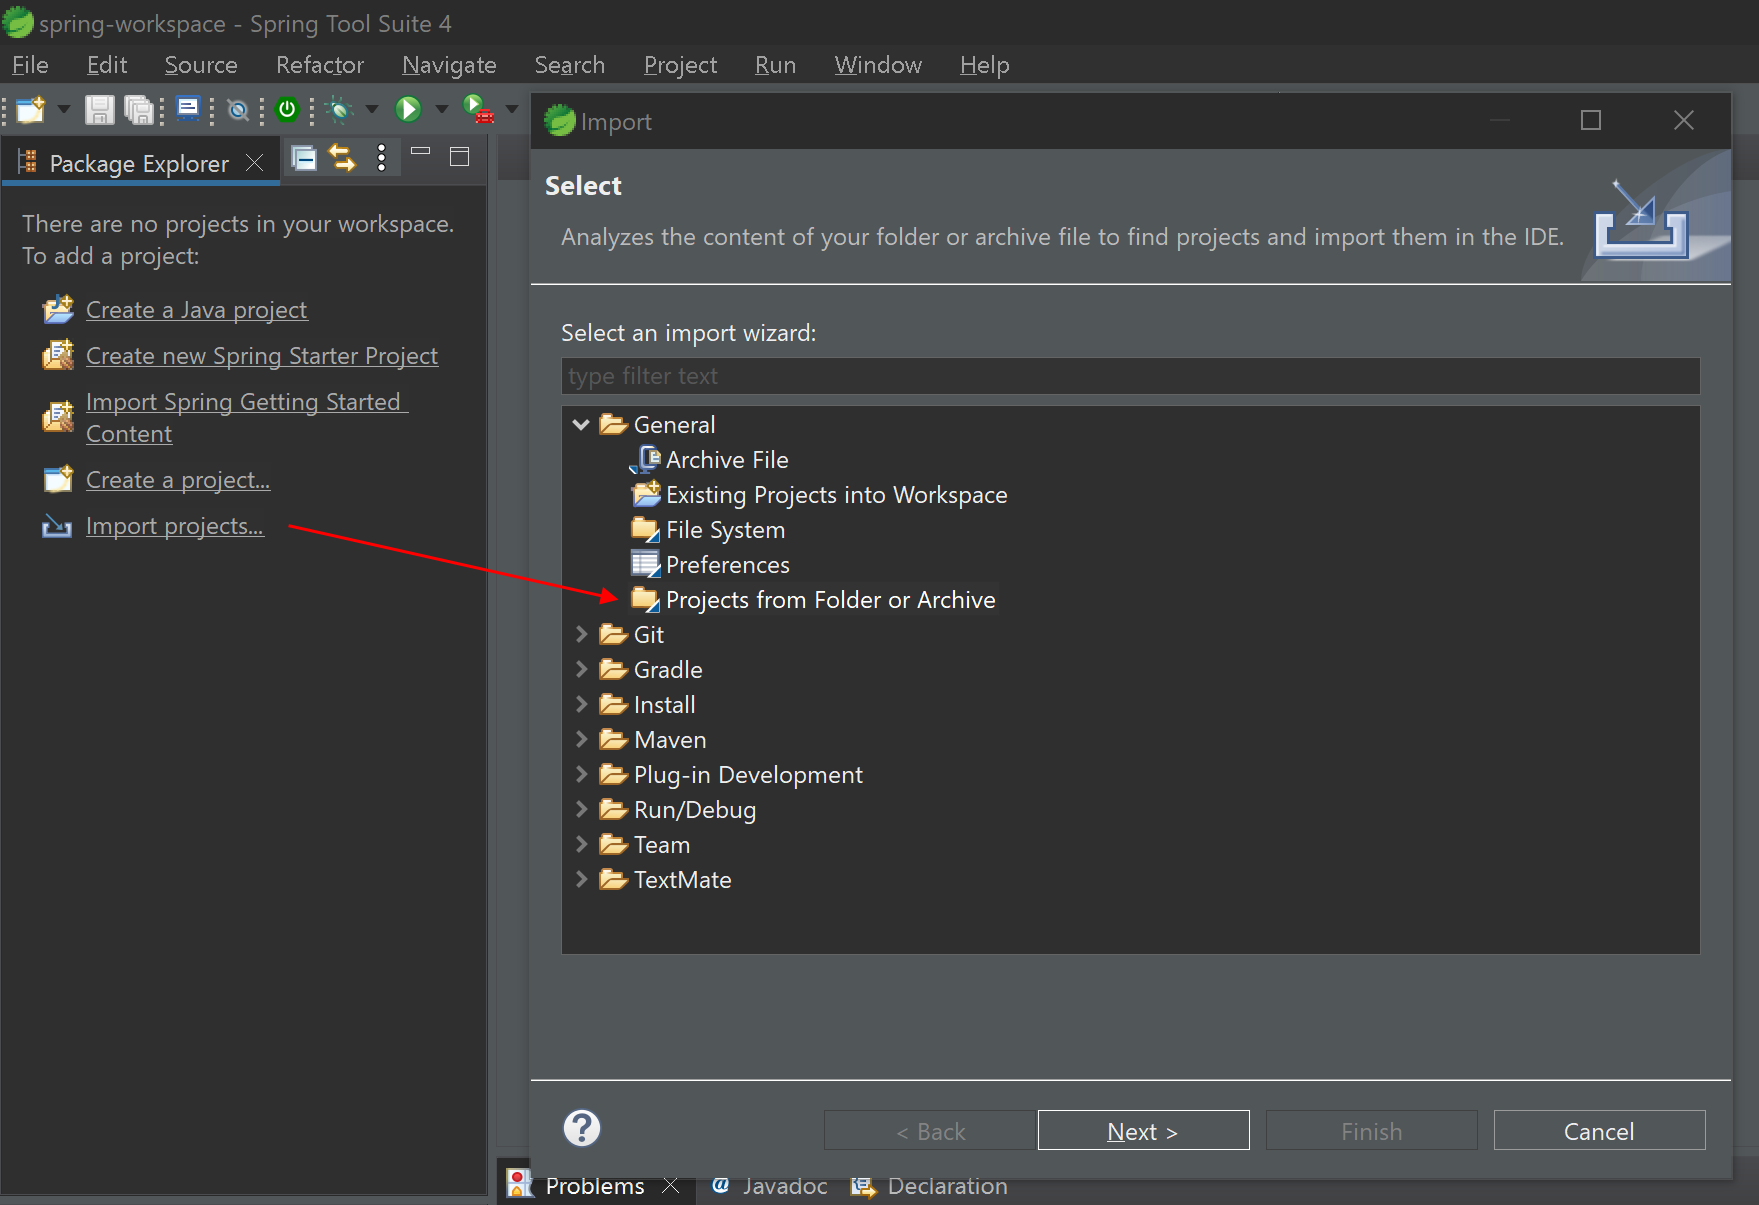 spring-workspace - Spring Tool Suite 4
File Edit Source Refactor Navigate Search Project Run Window Help
Package Explorer
There are no projects in your workspace.
To add a project:
Create a Java project
Create new Spring Starter Project
Import Spring Getting Started
Content
Create a project...
Import projects...
Import
Select
Analyzes the content of your folder or archive file to find projects and import them in the IDE.
Select an import wizard:
type filter text
General
Archive File
Existing Projects into Workspace
File System
Preferences
Projects from Folder or Archive
Git
Gradle
Install
Maven
Plug-in Development
Run/Debug
Team
TextMate
?
< Back Next > Finish Cancel
Problems @ Javadoc Declaration